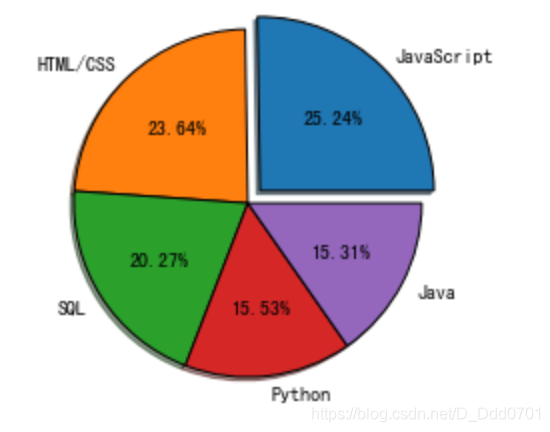 HTML/CSS
JavaScript
23.64%
25.24%
20.27%
15.31%
15.53%
SQL
Java
Python
https://blog.csdn.net/D_Ddd0701